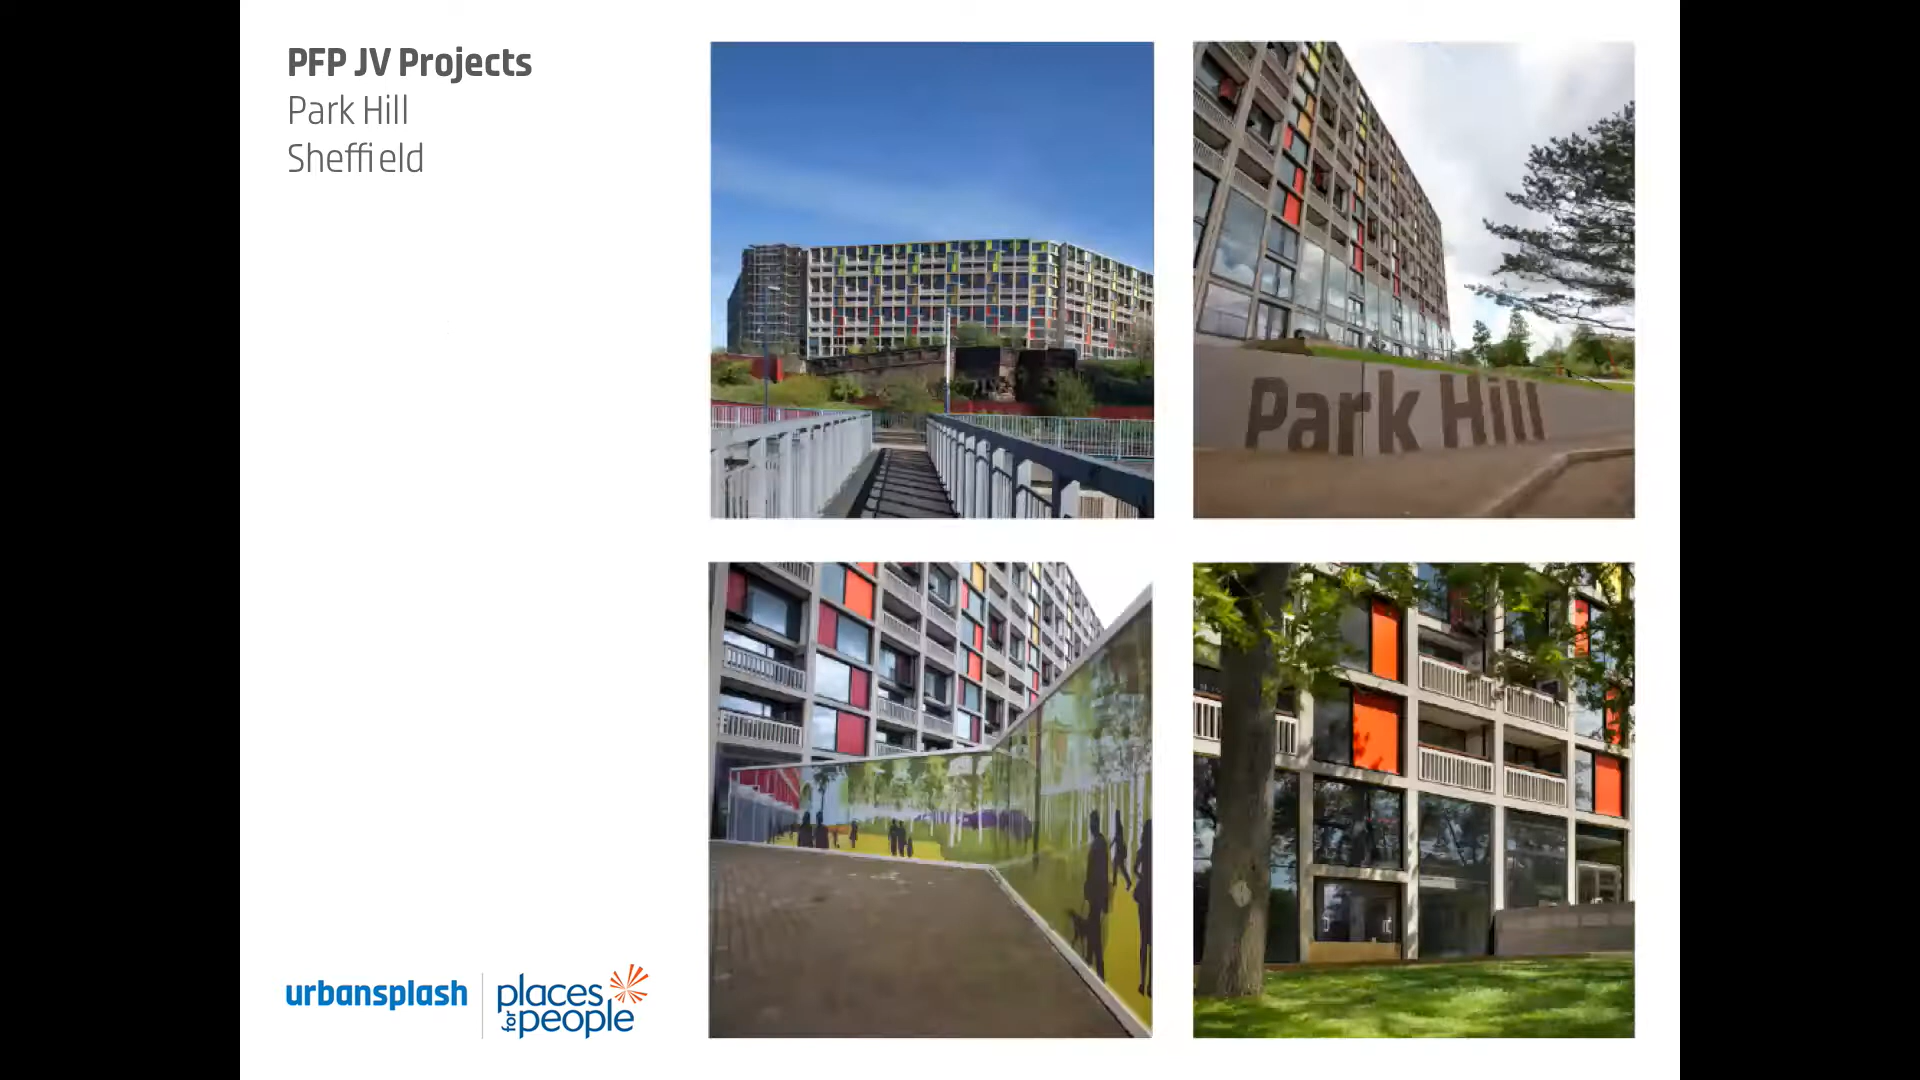 PFP JV Projects
Park Hill
Sheffield
Park Hill
urbansplash
places
for people